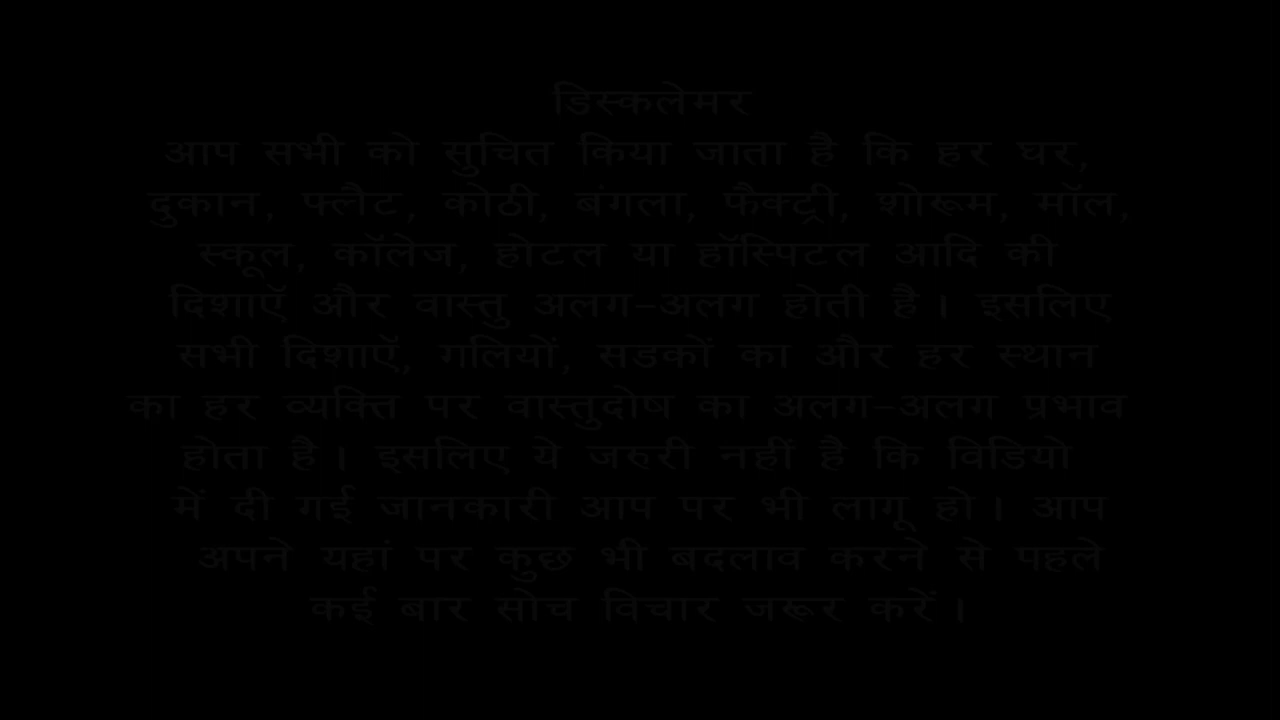 डिस्कलेमर
आप सभी को सुचित किया जाता है कि हर घर,
दुकान, फ्लैट, कोठी, बंगला, फैक्ट्री, शोरूम, मॉल,
स्कूल, कॉलेज, होटल या हॉस्पिटल आदि की
दिशाएॅ और वास्तु अलग–अलग होती है। इसलिए
सभी दिशाएॅ, गलियों, सडकों का और हर स्थान
का हर व्यक्ति पर वास्तुदोष का अलग–अलग प्रभाव
होता है। इसलिए ये जरुरी नहीं है कि विडियो
में दी गई जानकारी आप पर भी लागू हो। आप
अपने यहां पर कुछ भी बदलाव करने से पहले
कई बार सोच विचार जरूर करें।